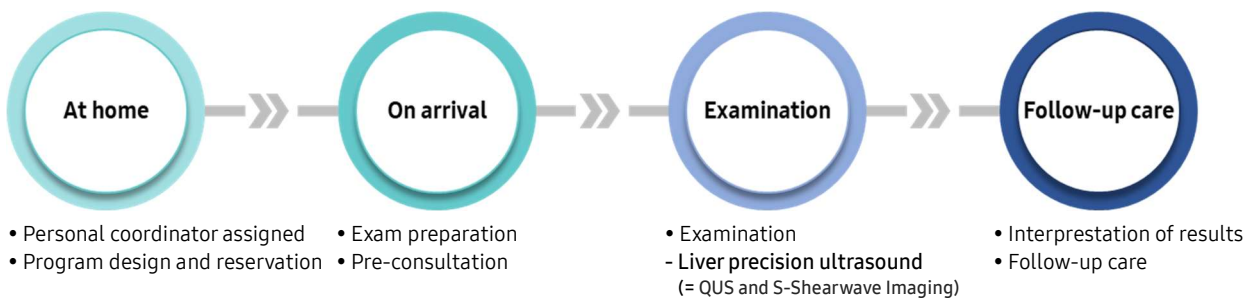 At home
On arrival
Examination
Follow-up care
• Personal coordinator assigned
• Program design and reservation
• Exam preparation
• Pre-consultation
• Examination
- Liver precision ultrasound
(= QUS and S-Shearwave Imaging)
• Interprestation of results
• Follow-up care